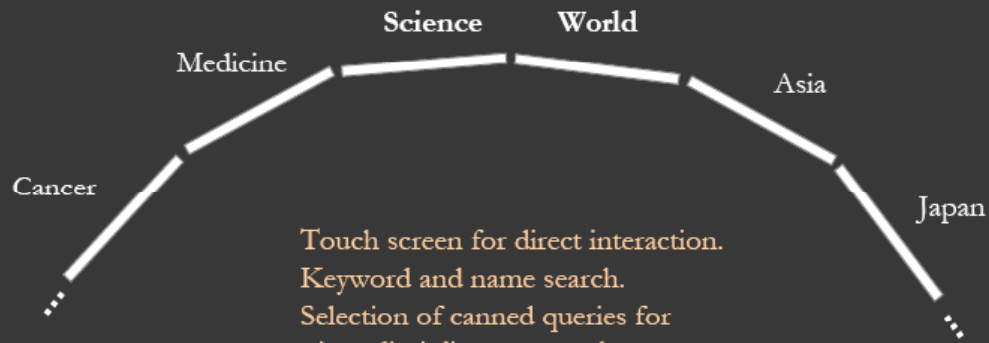 Science World
Medicine
Asia
Cancer
Japan
Touch screen for direct interaction.
Keyword and name search.
Selection of canned queries for